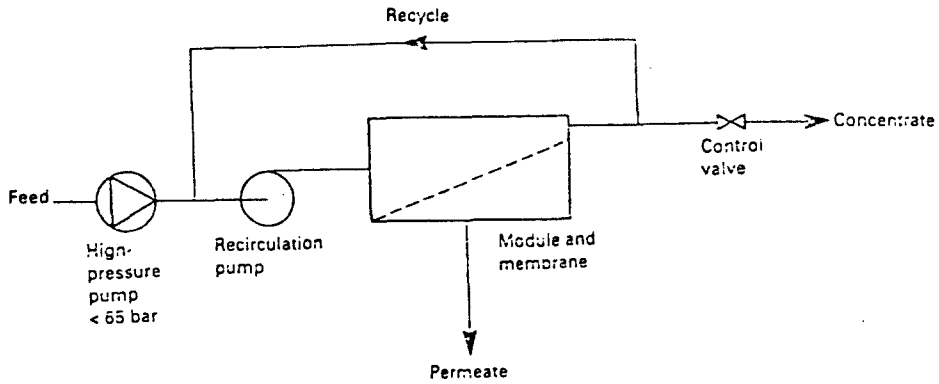 Recycle
Concentrate
Control
valve
Feed
High-
pressure
pump
< 65 bar
Recirculation
pump
Module and
membrane
Permeate